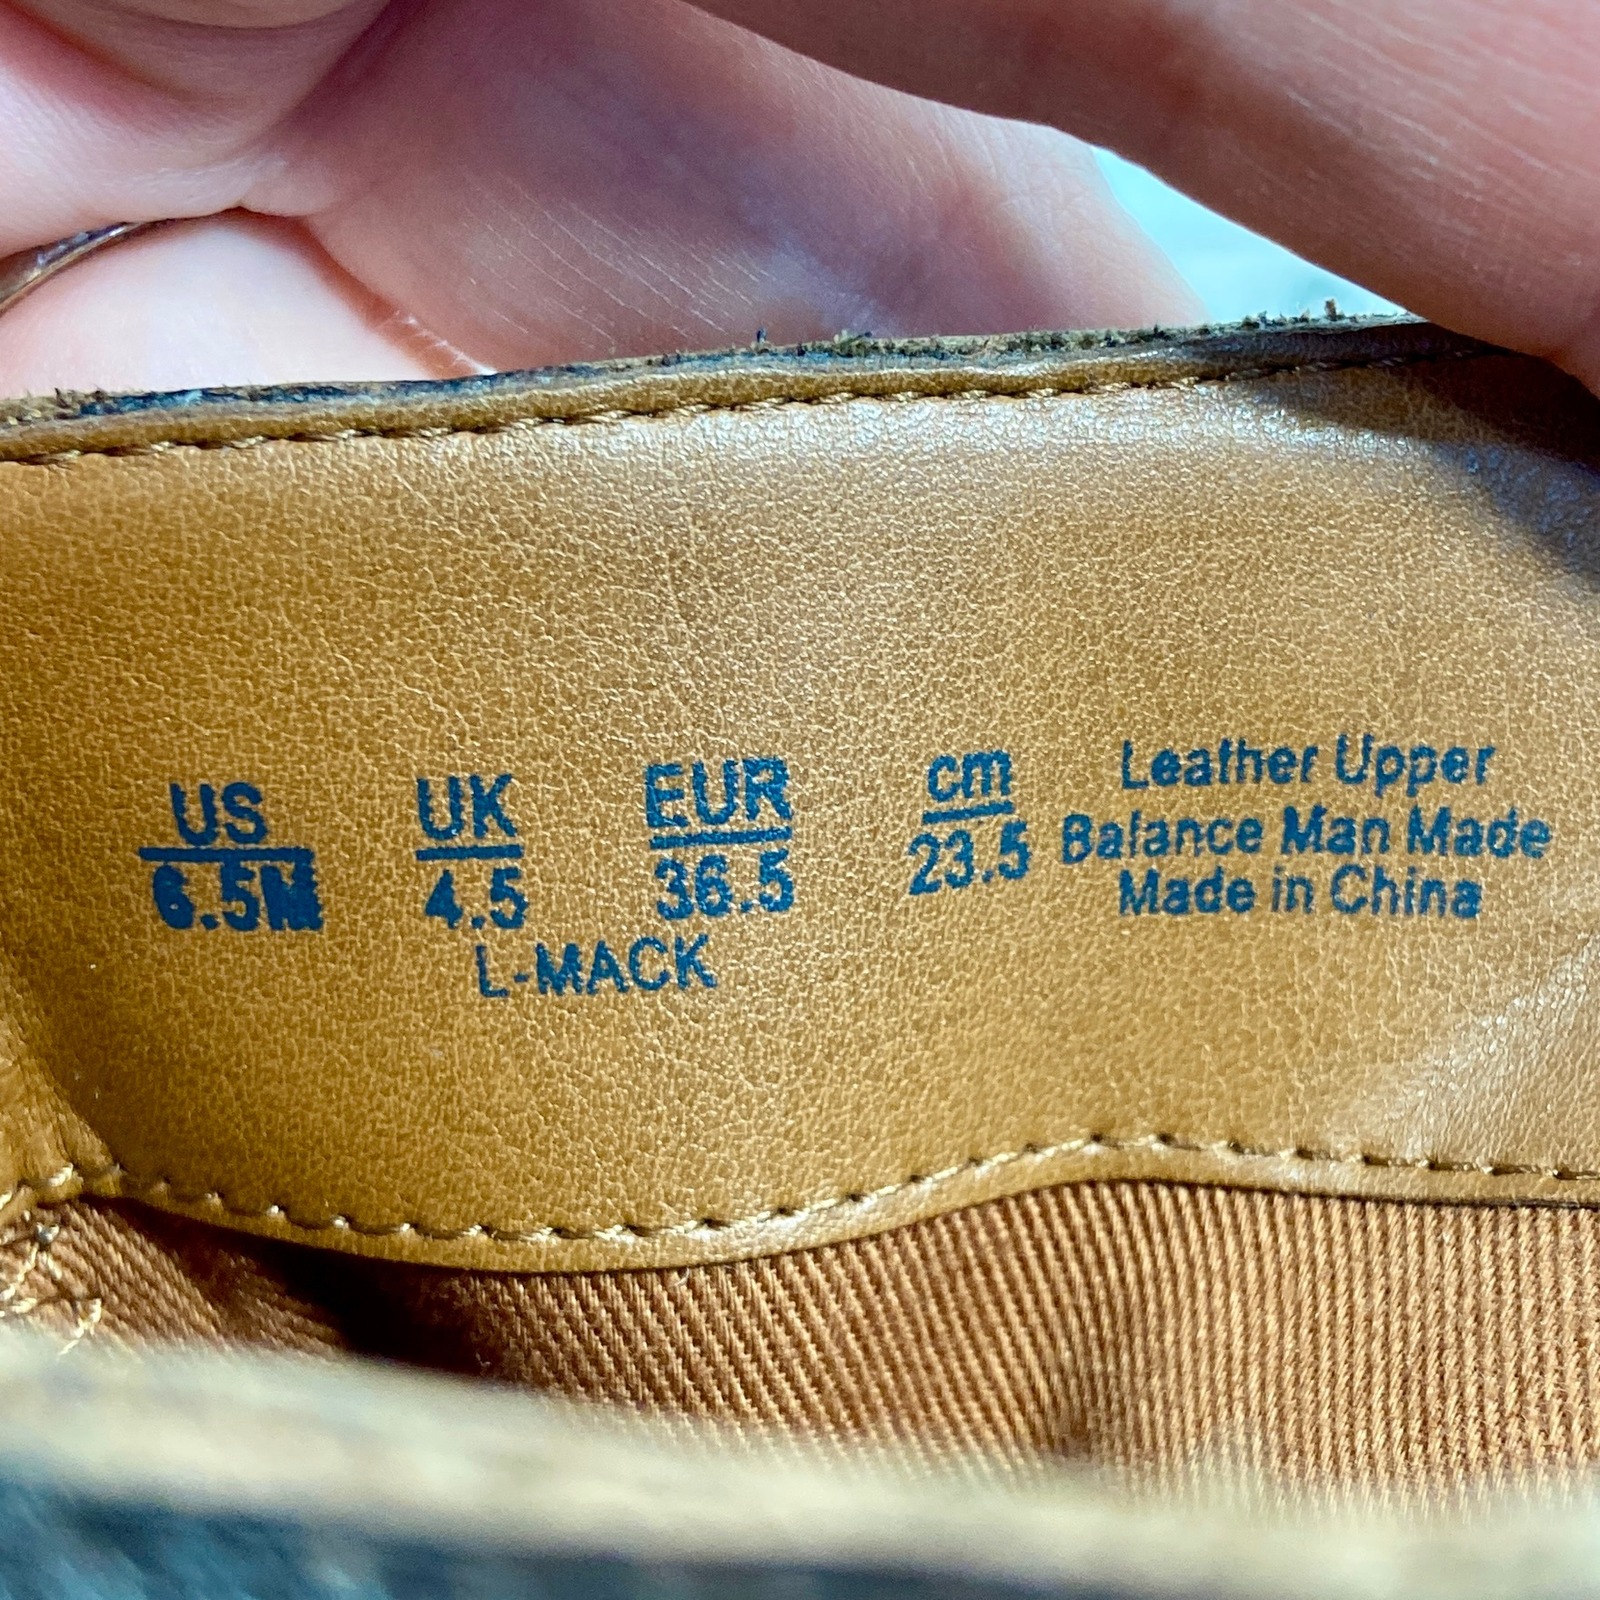 US UK EUR cm
6.5M 4.5 36.5 23.5
L-MACK
Leather Upper
Balance Man Made
Made in China